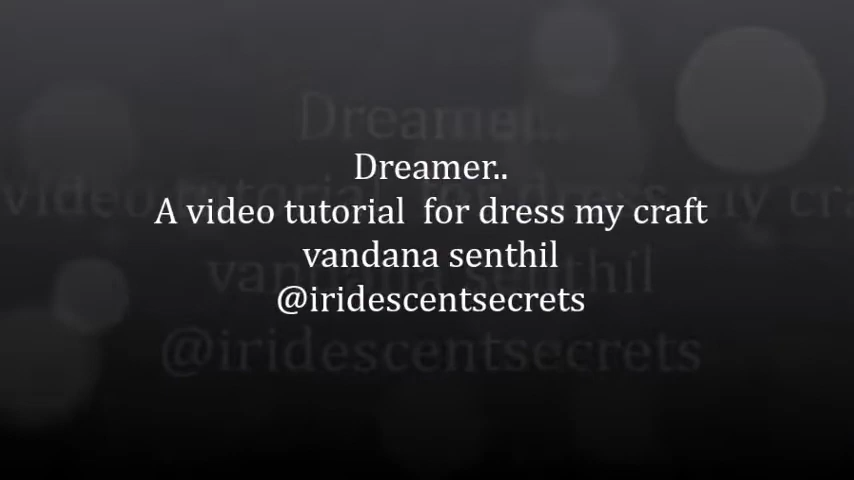 Dreamer..
A video tutorial  for dress my craft
vandana senthil
@iridescentsecrets